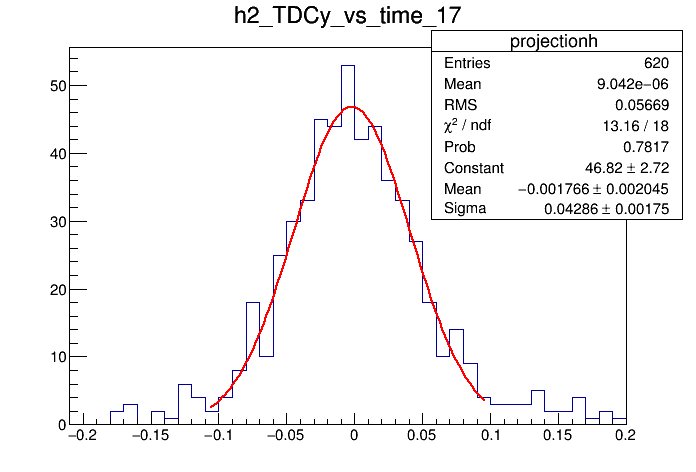 h2_TDCy_vs_time_17
projectionh
Entries 620
Mean 9.042e−06
RMS 0.05669
χ² / ndf 13.16 / 18
Prob 0.7817
Constant 46.82 ± 2.72
Mean −0.001766 ± 0.002045
Sigma 0.04286 ± 0.00175
50
40
30
20
10
0
−0.2 −0.15 −0.1 −0.05 0 0.05 0.1 0.15 0.2